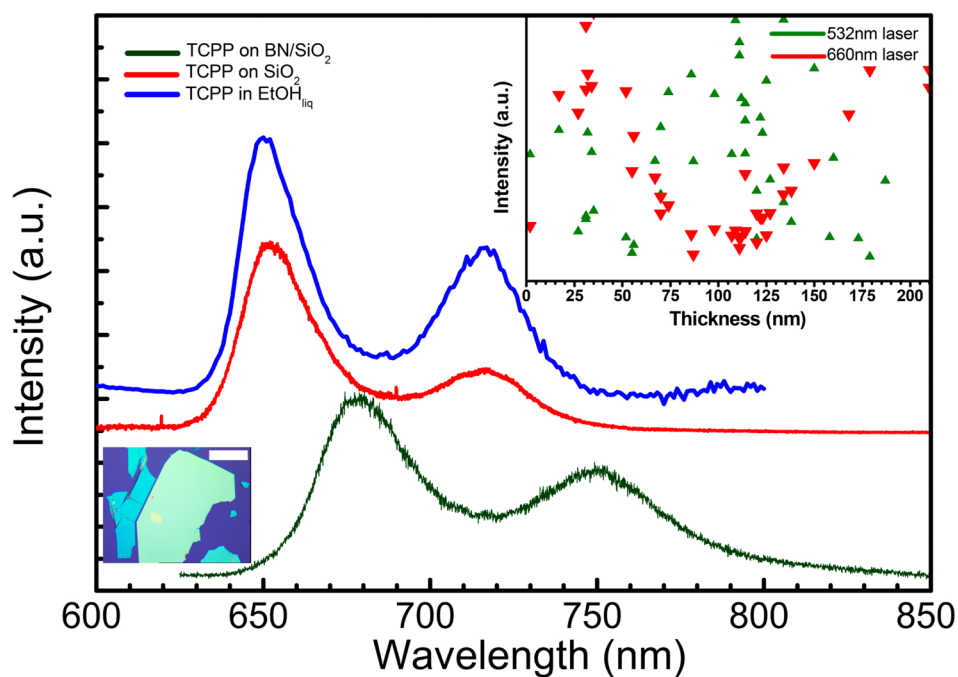 TCPP on BN/SiO₂
TCPP on SiO₂
TCPP in EtOH_liq
532nm laser
660nm laser
Intensity (a.u.)
0 25 50 75 100 125 150 175 200
Thickness (nm)
Intensity (a.u.)
600 650 700 750 800 850
Wavelength (nm)